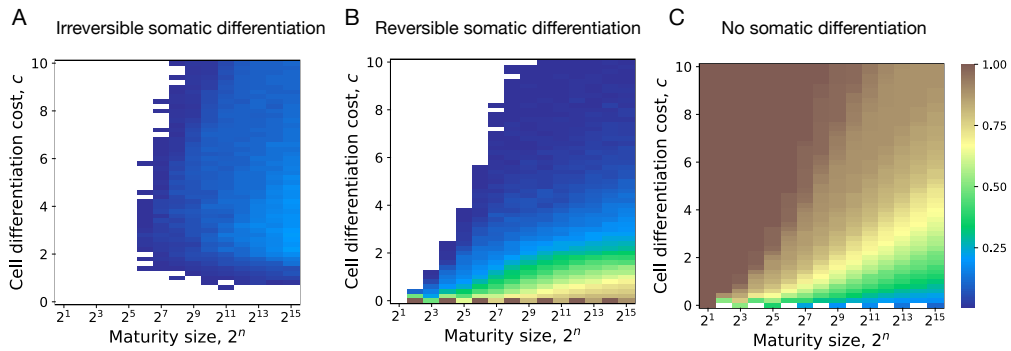 A Irreversible somatic differentiation
Cell differentiation cost, c
10
8
6
4
2
0
2^1 2^3 2^5 2^7 2^9 2^11 2^13 2^15
Maturity size, 2^n
B Reversible somatic differentiation
Cell differentiation cost, c
10
8
6
4
2
0
2^1 2^3 2^5 2^7 2^9 2^11 2^13 2^15
Maturity size, 2^n
C No somatic differentiation
Cell differentiation cost, c
10
8
6
4
2
0
2^1 2^3 2^5 2^7 2^9 2^11 2^13 2^15
Maturity size, 2^n
1.00
0.75
0.50
0.25